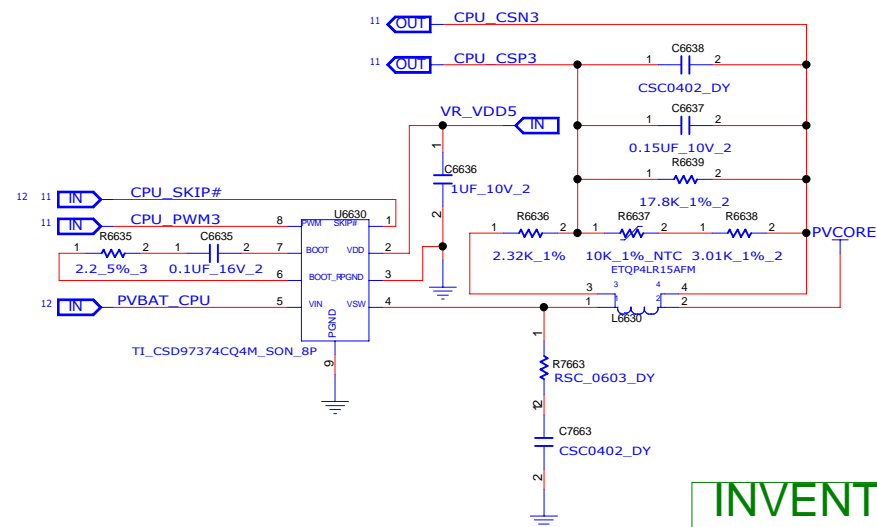 11 OUT CPU_CSN3
11 OUT CPU_CSP3
1 C6638 2
CSC0402_DY
VR_VDD5
IN
1 C6637 2
0.15UF_10V_2
1 R6639 2
17.8K_1%_2
1
C6636
1UF_10V_2
2
12 11 IN CPU_SKIP#
11 IN CPU_PWM3
U6630
8 PWM SKIP# 1
7 BOOT VDD 2
6 BOOT_R PGND 3
5 VIN VSW 4
PGND
9
R6635
1 2
2.2_5%_3
C6635
1 2
0.1UF_16V_2
12 IN PVBAT_CPU
TI_CSD97374CQ4M_SON_8P
R6636
1 2
2.32K_1%
R6637
1 2
10K_1%_NTC
R6638
1 2
3.01K_1%_2
PVCORE
ETQP4LR15AFM
3 3 4 4
1 1 2 2
L6630
1
R7663
RSC_0603_DY
2
1
C7663
CSC0402_DY
2
INVENT